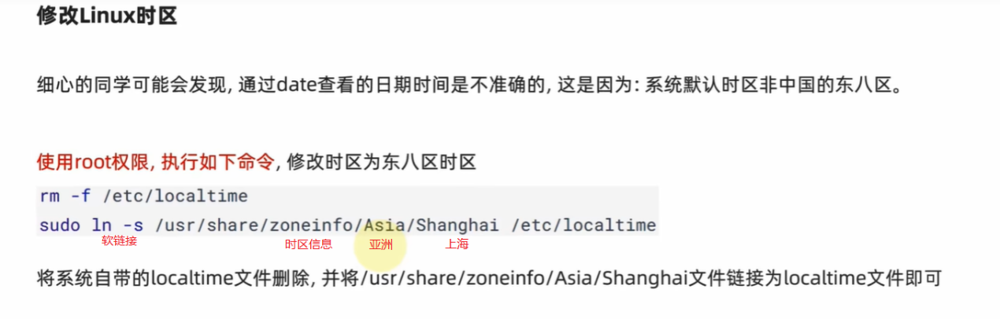 修改Linux时区
细心的同学可能会发现, 通过date查看的日期时间是不准确的, 这是因为: 系统默认时区非中国的东八区。
使用root权限, 执行如下命令, 修改时区为东八区时区
rm -f /etc/localtime
sudo ln -s /usr/share/zoneinfo/Asia/Shanghai /etc/localtime
软链接 时区信息 亚洲 上海
将系统自带的localtime文件删除, 并将/usr/share/zoneinfo/Asia/Shanghai文件链接为localtime文件即可